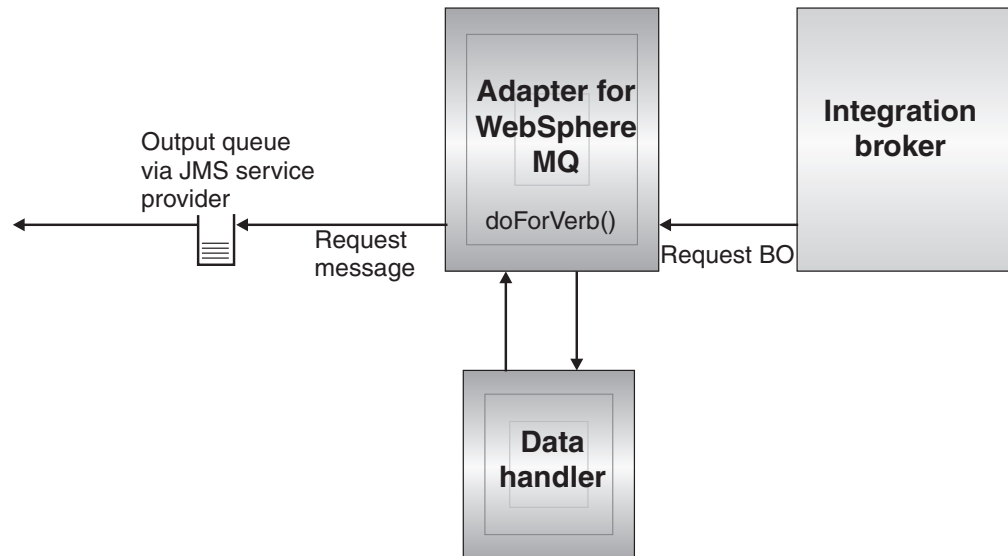 Output queue
via JMS service
provider
Request
message
Adapter for
WebSphere
MQ
doForVerb()
Request BO
Integration
broker
Data
handler